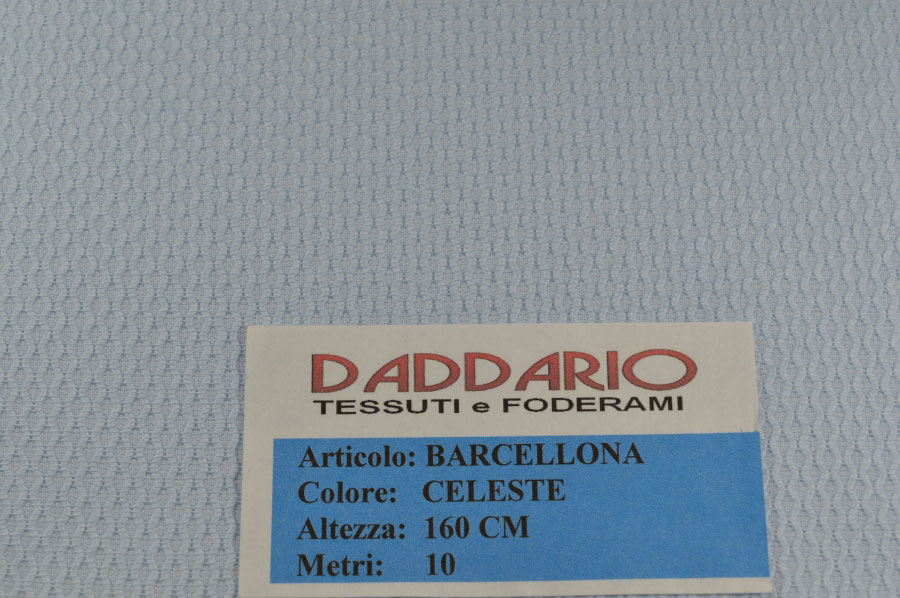 DADDARIO
TESSUTI e FODERAMI
Articolo: BARCELLONA
Colore: CELESTE
Altezza: 160 CM
Metri: 10